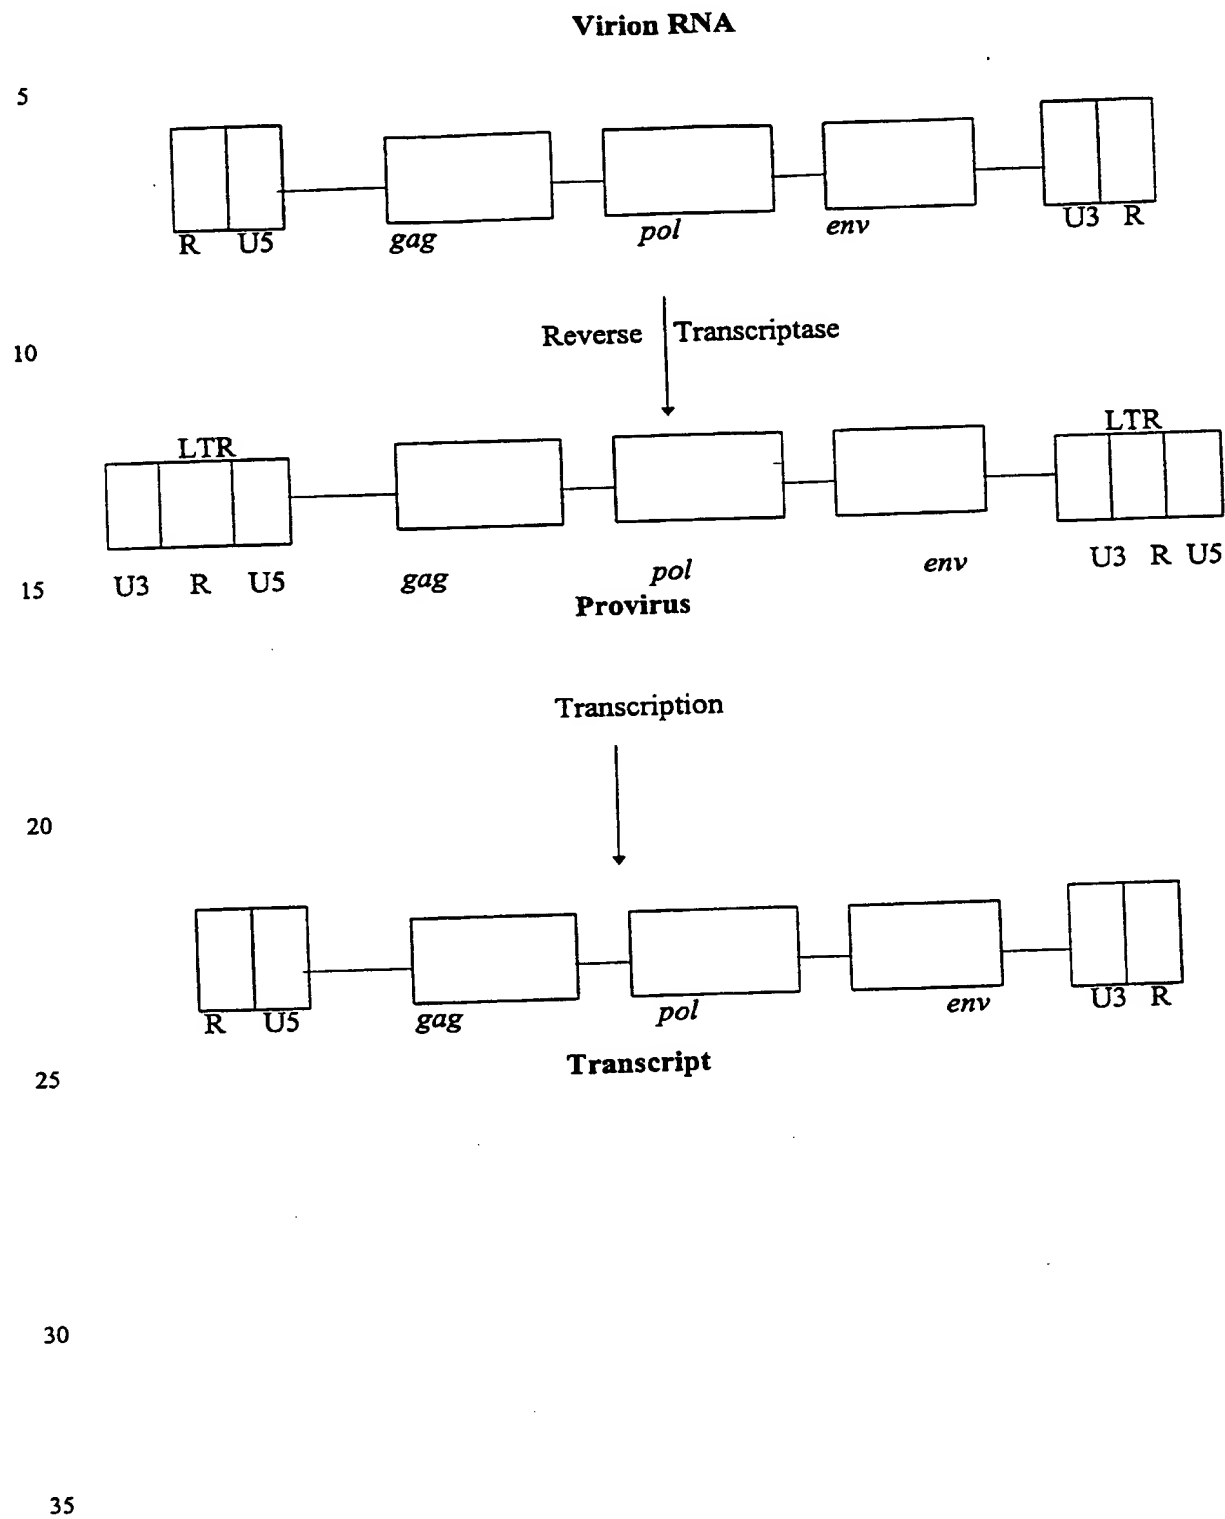 Virion RNA
5
R U5 gag pol env U3 R
Reverse Transcriptase
10
LTR LTR
U3 R U5 gag pol env U3 R U5
15
Provirus
Transcription
20
R U5 gag pol env U3 R
Transcript
25
30
35